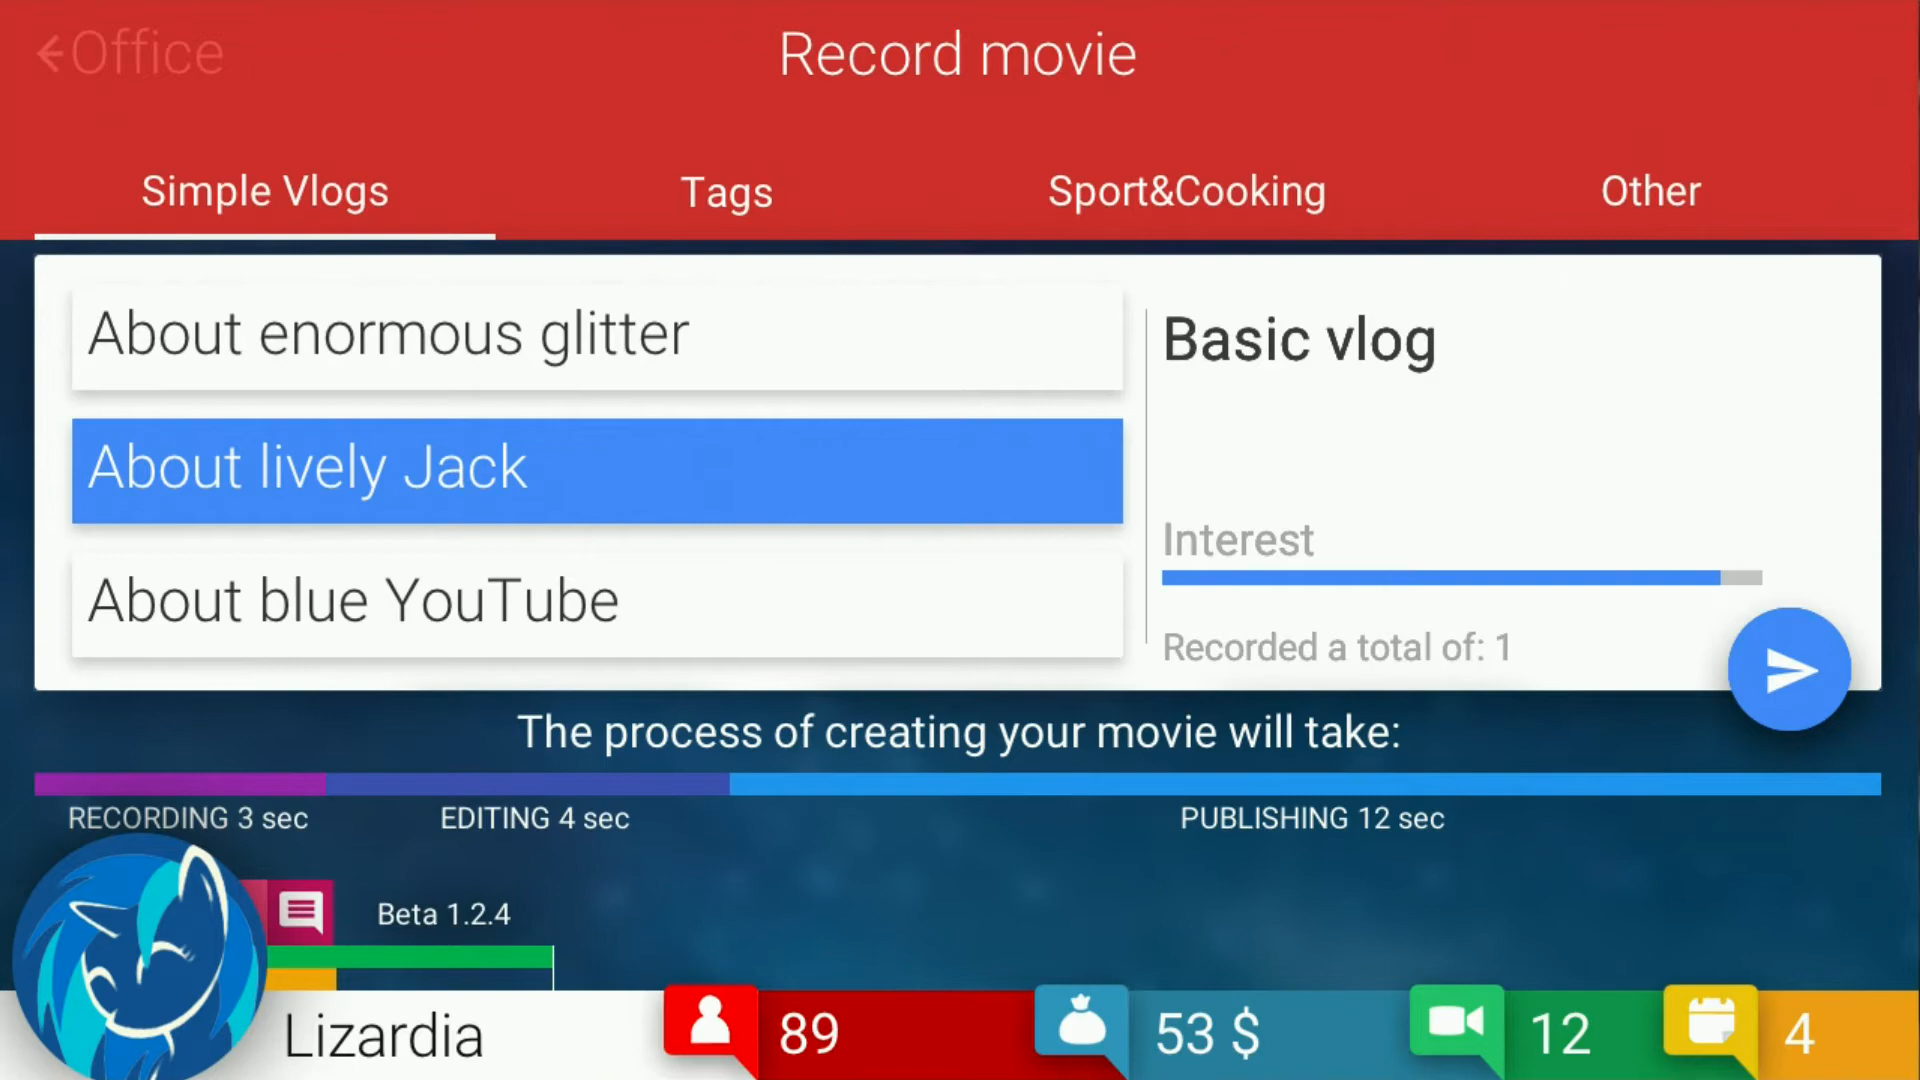 Office
Record movie
Simple Vlogs
Tags
Sport&Cooking
Other
About enormous glitter
About lively Jack
About blue YouTube
Basic vlog
Interest
Recorded a total of: 1
The process of creating your movie will take:
RECORDING 3 sec
EDITING 4 sec
PUBLISHING 12 sec
Beta 1.2.4
Lizardia
89
53 $
12
4